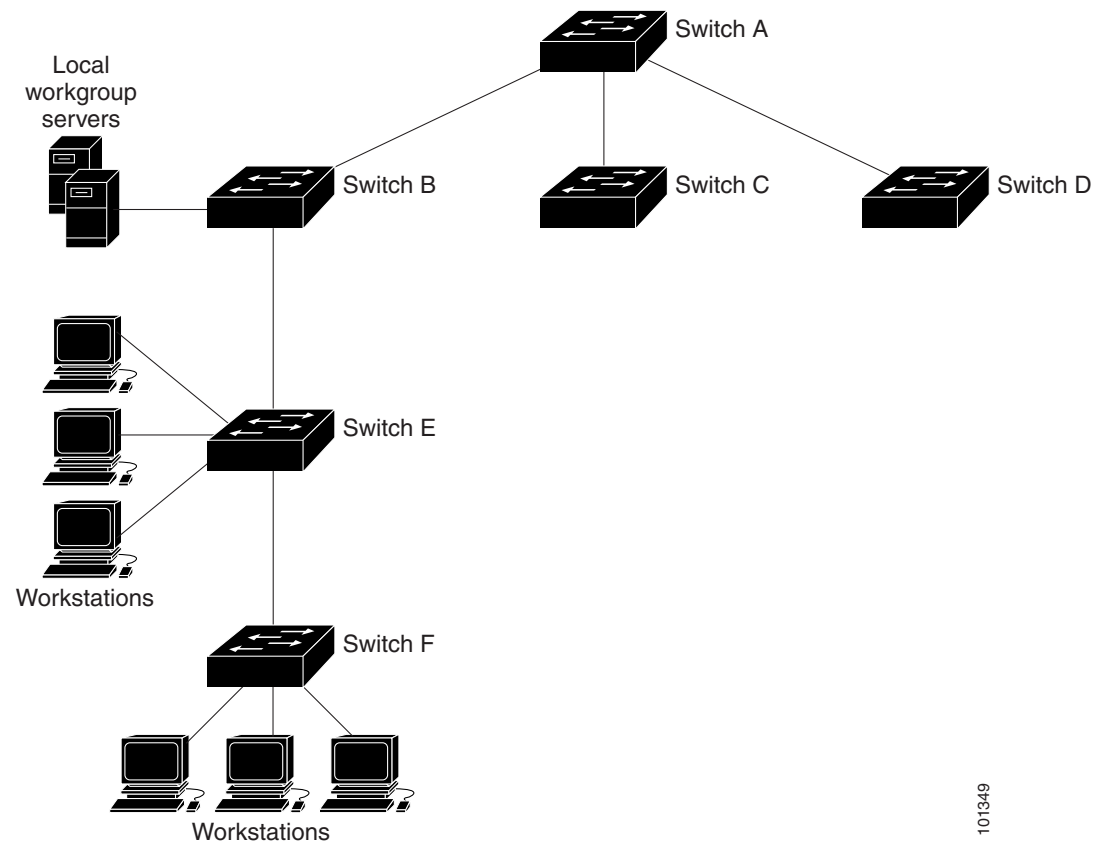 Switch A
Local
workgroup
servers
Switch B
Switch C
Switch D
Switch E
Workstations
Switch F
Workstations
101349